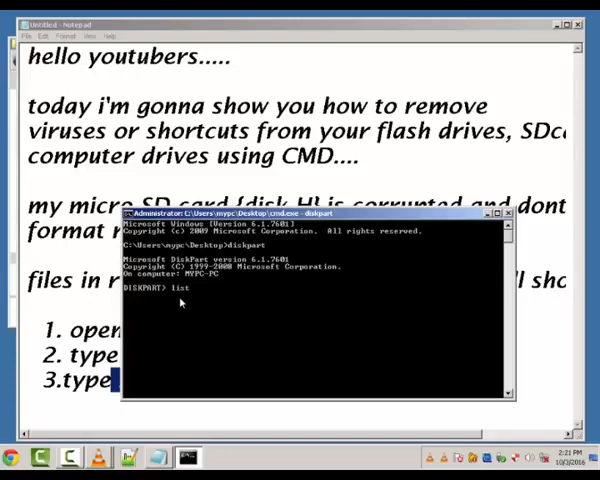 Untitled - Notepad
File Edit Format View Help
hello youtubers.....
today i'm gonna show you how to remove
viruses or shortcuts from your flash drives, SDca
computer drives using CMD....
my micro SD card {disk H} is corrupted and dont
format
files in
ll sho
1. open
2. type
3.type
Administrator: C:\Users\mypc\Desktop\cmd.exe - diskpart
Microsoft Windows [Version 6.1.7601]
Copyright (c) 2009 Microsoft Corporation.  All rights reserved.
C:\Users\mypc\Desktop>diskpart
Microsoft DiskPart version 6.1.7601
Copyright (C) 1999-2008 Microsoft Corporation.
On computer: MYPC-PC
DISKPART> list
2:21 PM
10/3/2016